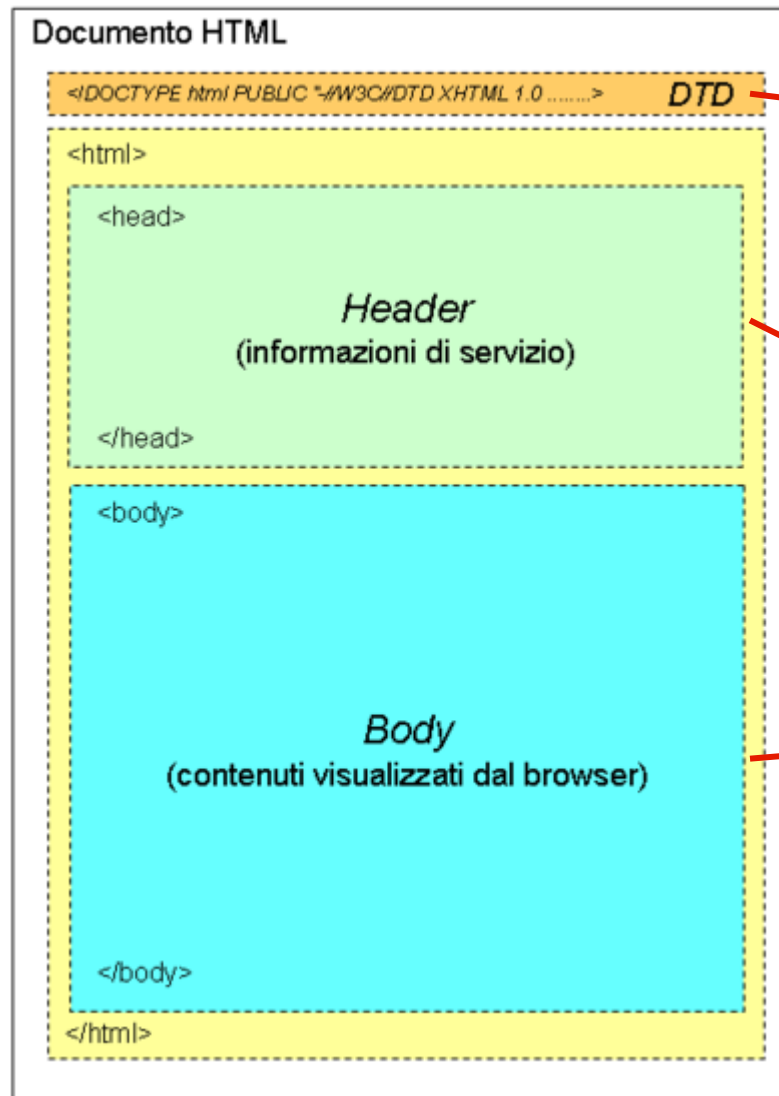 Documento HTML
<!DOCTYPE html PUBLIC "-//W3C//DTD XHTML 1.0 ........> DTD
<html>
<head>
Header
(informazioni di servizio)
</head>
<body>
Body
(contenuti visualizzati dal browser)
</body>
</html>